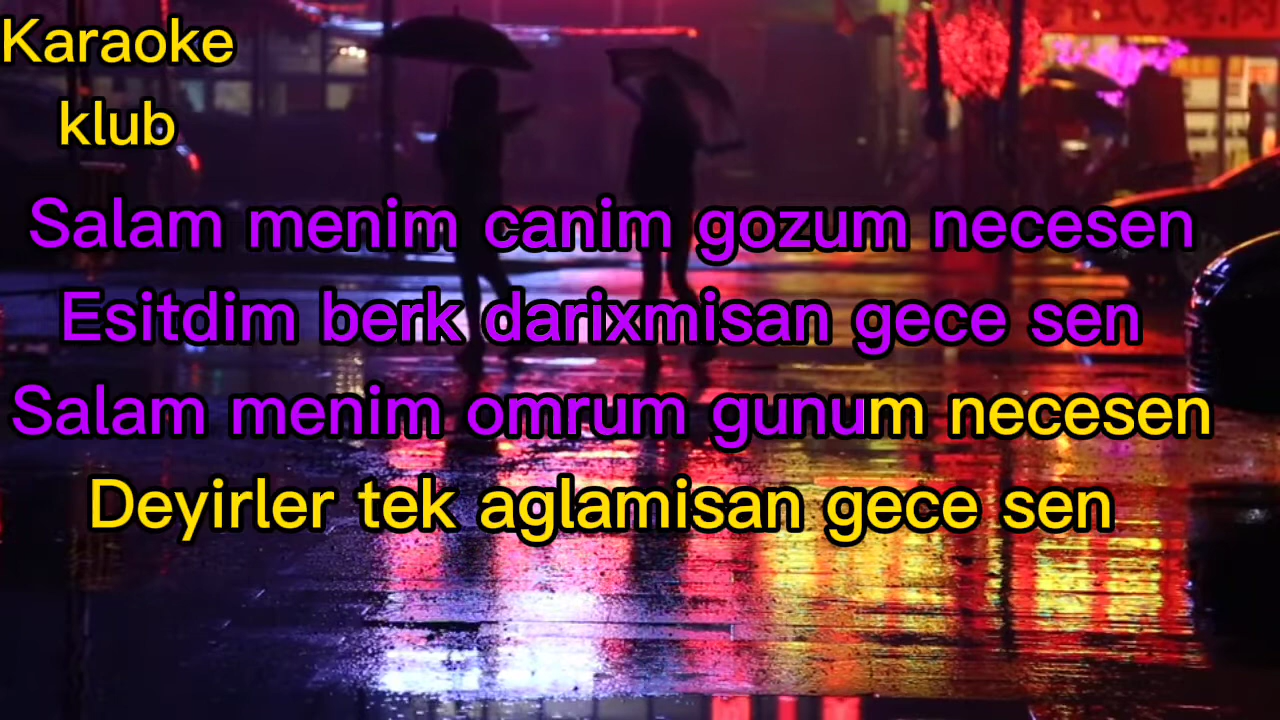 Karaoke
klub
Salam menim canim gozum necesen
Esitdim berk darixmisan gece sen
Salam menim omrum gunum necesen
Deyirler tek aglamisan gece sen